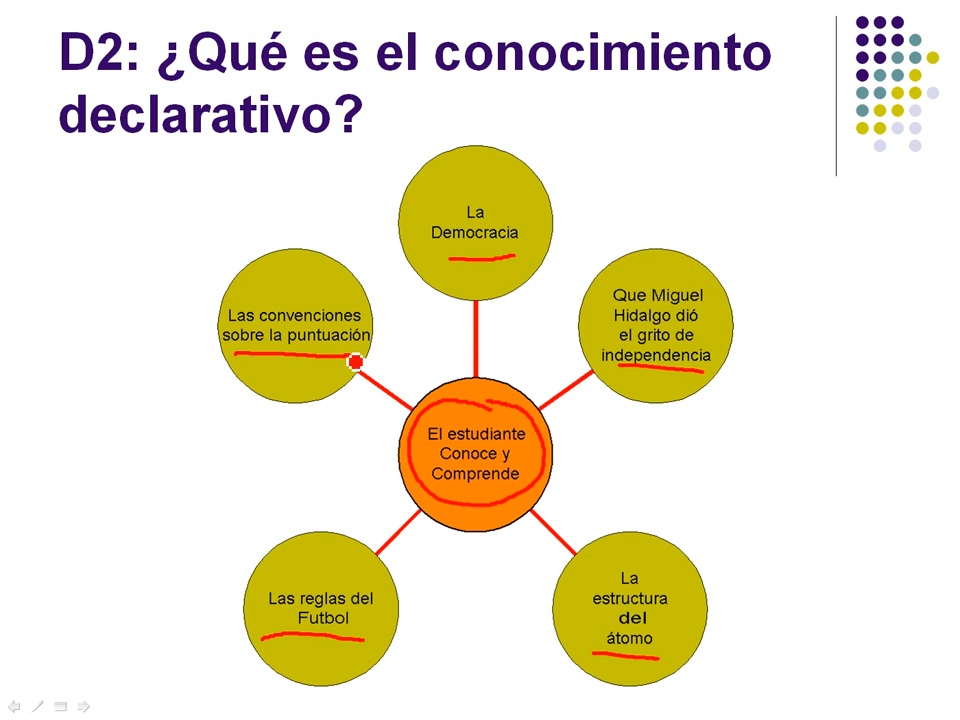 D2: ¿Qué es el conocimiento
declarativo?
La
Democracia
Las convenciones
sobre la puntuación
Que Miguel
Hidalgo dió
el grito de
independencia
El estudiante
Conoce y
Comprende
Las reglas del
Futbol
La
estructura
del
átomo